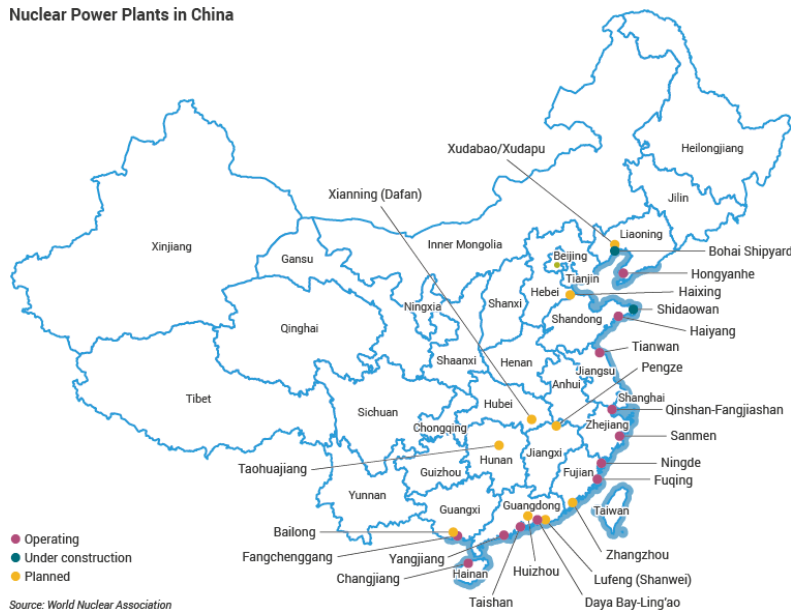 Nuclear Power Plants in China
Xudabao/Xudapu
Heilongjiang
Jilin
Xianning (Dafan)
Liaoning
Xinjiang
Inner Mongolia
Bohai Shipyard
Gansu
Beijing
Tianjin
Hongyanhe
Hebei
Haixing
Ningxia
Shanxi
Shidaowan
Qinghai
Shandong
Haiyang
Tianwan
Shaanxi
Henan
Pengze
Jiangsu
Anhui
Tibet
Shanghai
Hubei
Sichuan
Qinshan-Fangjiashan
Chongqing
Zhejiang
Sanmen
Taohuajiang
Hunan
Jiangxi
Ningde
Guizhou
Fujian
Fuqing
Yunnan
Guangxi
Guangdong
Taiwan
Operating
Bailong
Under construction
Fangchenggang
Yangjiang
Zhangzhou
Planned
Changjiang
Hainan
Huizhou
Lufeng (Shanwei)
Taishan
Daya Bay-Ling'ao
Source: World Nuclear Association